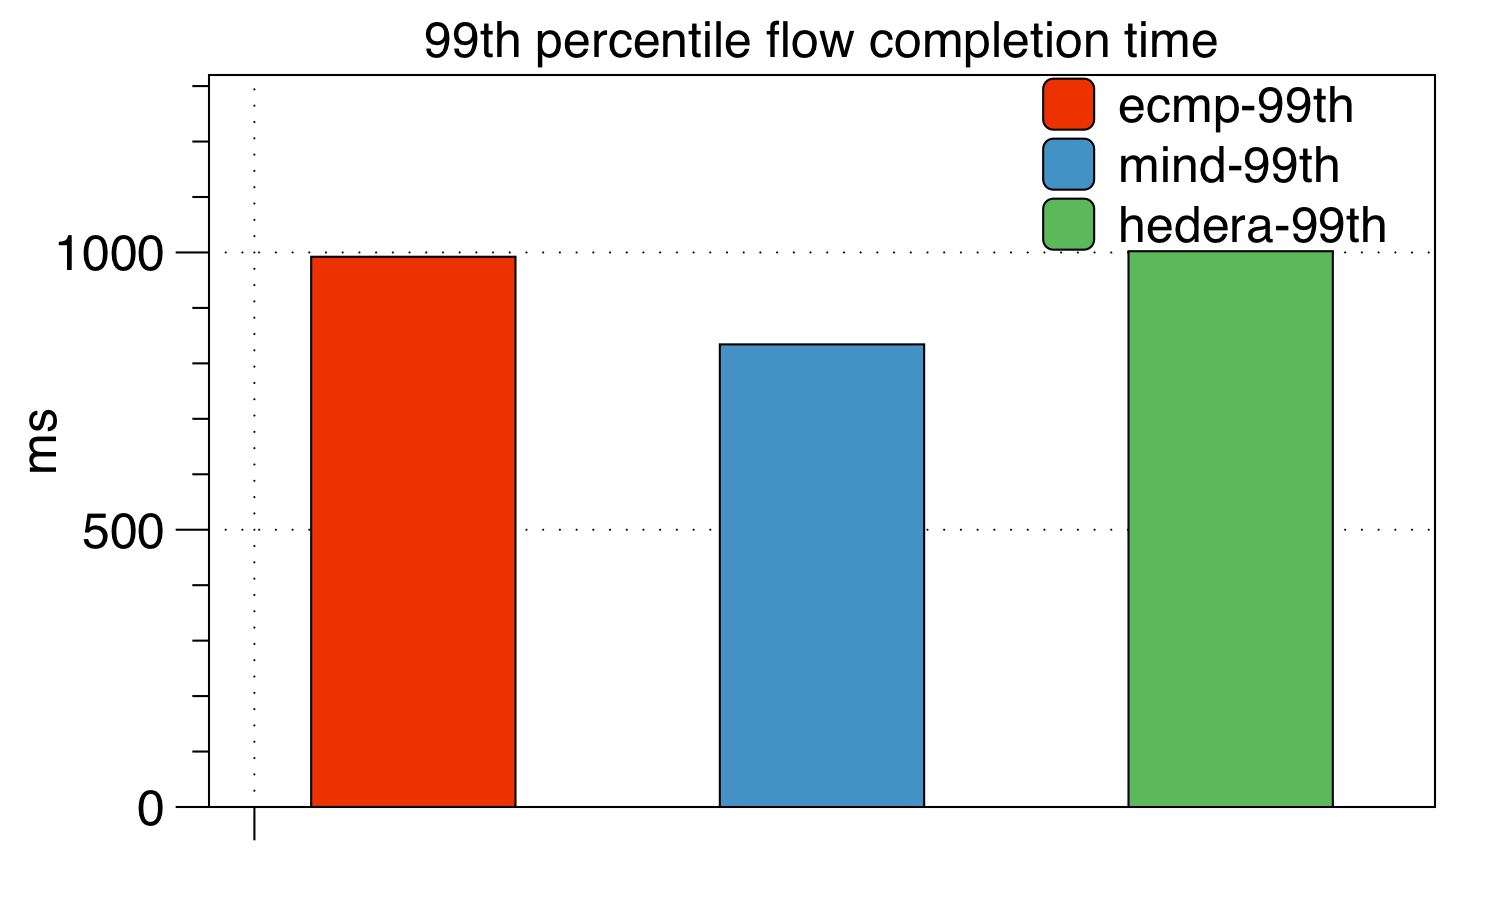 99th percentile flow completion time
ecmp-99th
mind-99th
hedera-99th
1000
500
0
ms